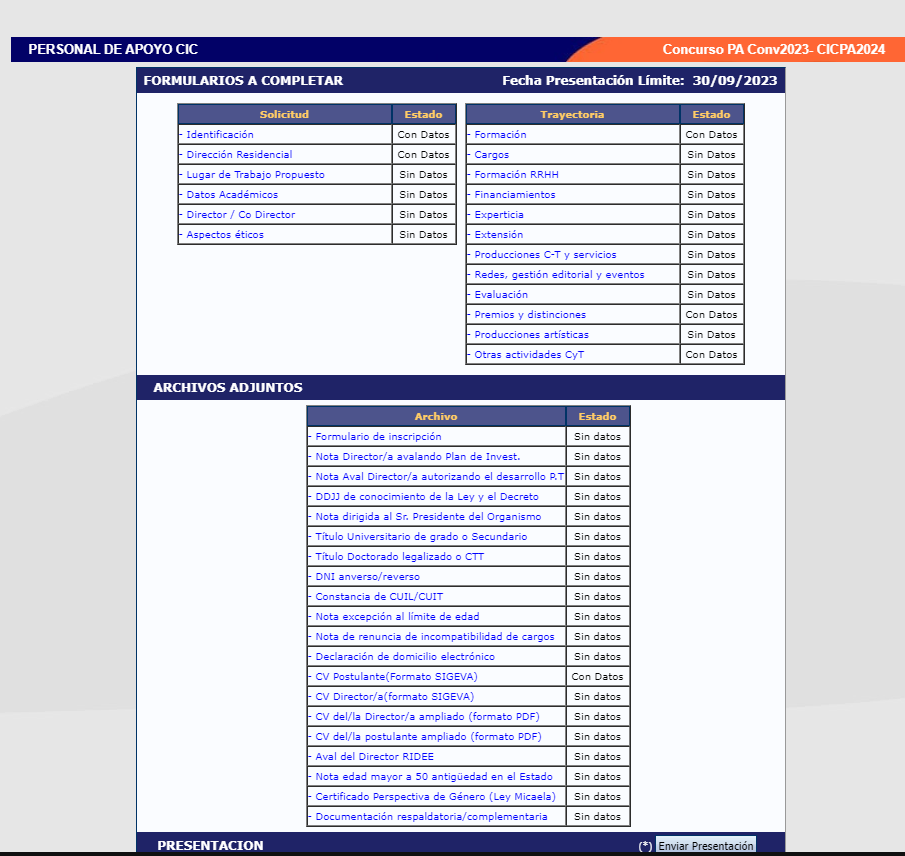 PERSONAL DE APOYO CIC
Concurso PA Conv2023- CICPA2024
FORMULARIOS A COMPLETAR
Fecha Presentación Límite: 30/09/2023
Solicitud Estado
- Identificación Con Datos
- Dirección Residencial Con Datos
- Lugar de Trabajo Propuesto Sin Datos
- Datos Académicos Sin Datos
- Director / Co Director Sin Datos
- Aspectos éticos Sin Datos
Trayectoria Estado
- Formación Con Datos
- Cargos Sin Datos
- Formación RRHH Sin Datos
- Financiamientos Sin Datos
- Experticia Sin Datos
- Extensión Sin Datos
- Producciones C-T y servicios Sin Datos
- Redes, gestión editorial y eventos Sin Datos
- Evaluación Sin Datos
- Premios y distinciones Con Datos
- Producciones artísticas Sin Datos
- Otras actividades CyT Con Datos
ARCHIVOS ADJUNTOS
Archivo Estado
- Formulario de inscripción Sin datos
- Nota Director/a avalando Plan de Invest. Sin datos
- Nota Aval Director/a autorizando el desarrollo P.T Sin datos
- DDJJ de conocimiento de la Ley y el Decreto Sin datos
- Nota dirigida al Sr. Presidente del Organismo Sin datos
- Título Universitario de grado o Secundario Sin datos
- Título Doctorado legalizado o CTT Sin datos
- DNI anverso/reverso Sin datos
- Constancia de CUIL/CUIT Sin datos
- Nota excepción al límite de edad Sin datos
- Nota de renuncia de incompatibilidad de cargos Sin datos
- Declaración de domicilio electrónico Sin datos
- CV Postulante(Formato SIGEVA) Con Datos
- CV Director/a(formato SIGEVA) Sin datos
- CV del/la Director/a ampliado (formato PDF) Sin datos
- CV del/la postulante ampliado (formato PDF) Sin datos
- Aval del Director RIDEE Sin datos
- Nota edad mayor a 50 antigüedad en el Estado Sin datos
- Certificado Perspectiva de Género (Ley Micaela) Sin datos
- Documentación respaldatoria/complementaria Sin datos
PRESENTACION
(*) Enviar Presentación